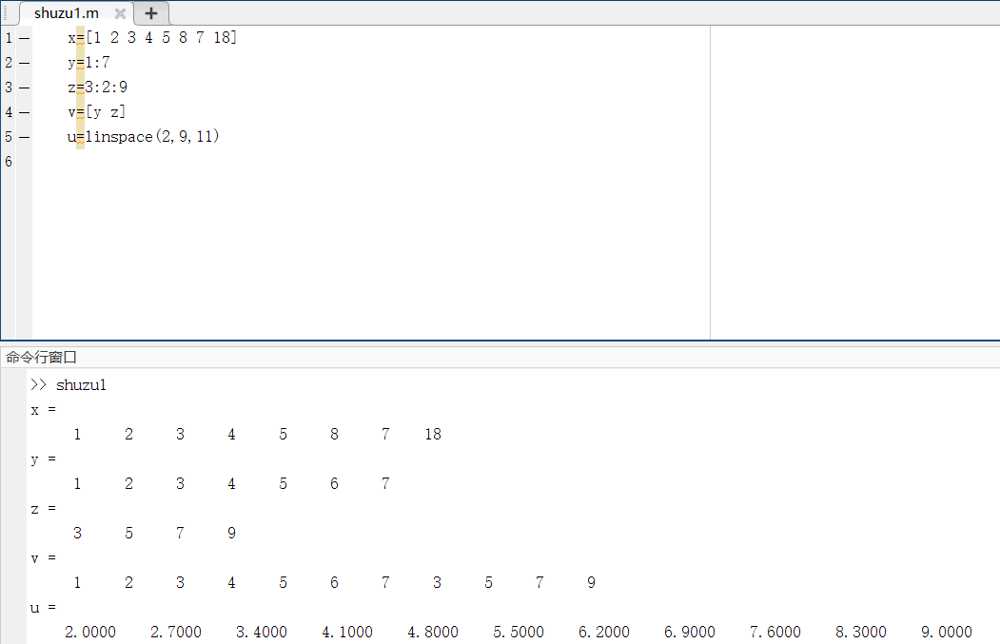 shuzu1.m
1 — x=[1 2 3 4 5 8 7 18]
2 — y=1:7
3 — z=3:2:9
4 — v=[y z]
5 — u=linspace(2,9,11)
6
命令行窗口
>> shuzu1
x =
1 2 3 4 5 8 7 18
y =
1 2 3 4 5 6 7
z =
3 5 7 9
v =
1 2 3 4 5 6 7 3 5 7 9
u =
2.0000 2.7000 3.4000 4.1000 4.8000 5.5000 6.2000 6.9000 7.6000 8.3000 9.0000